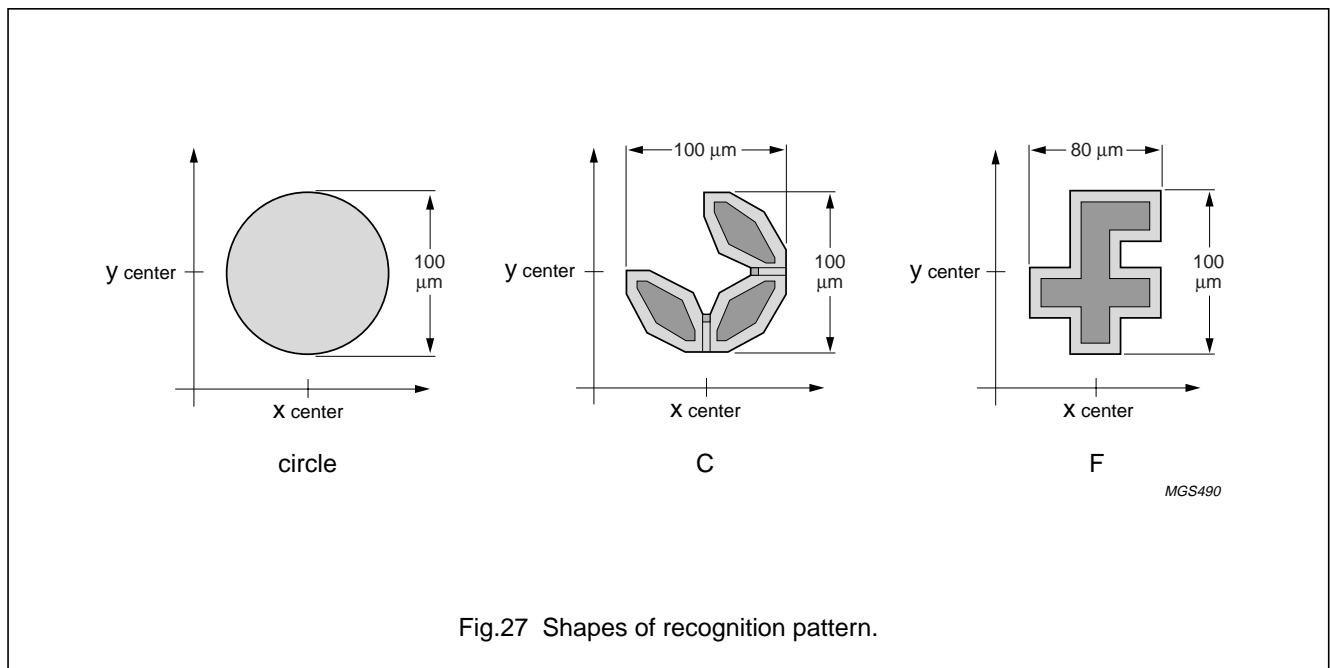 100 µm
80 µm
y center
100
µm
y center
100
µm
y center
100
µm
x center
x center
x center
circle
C
F
MGS490
Fig.27 Shapes of recognition pattern.